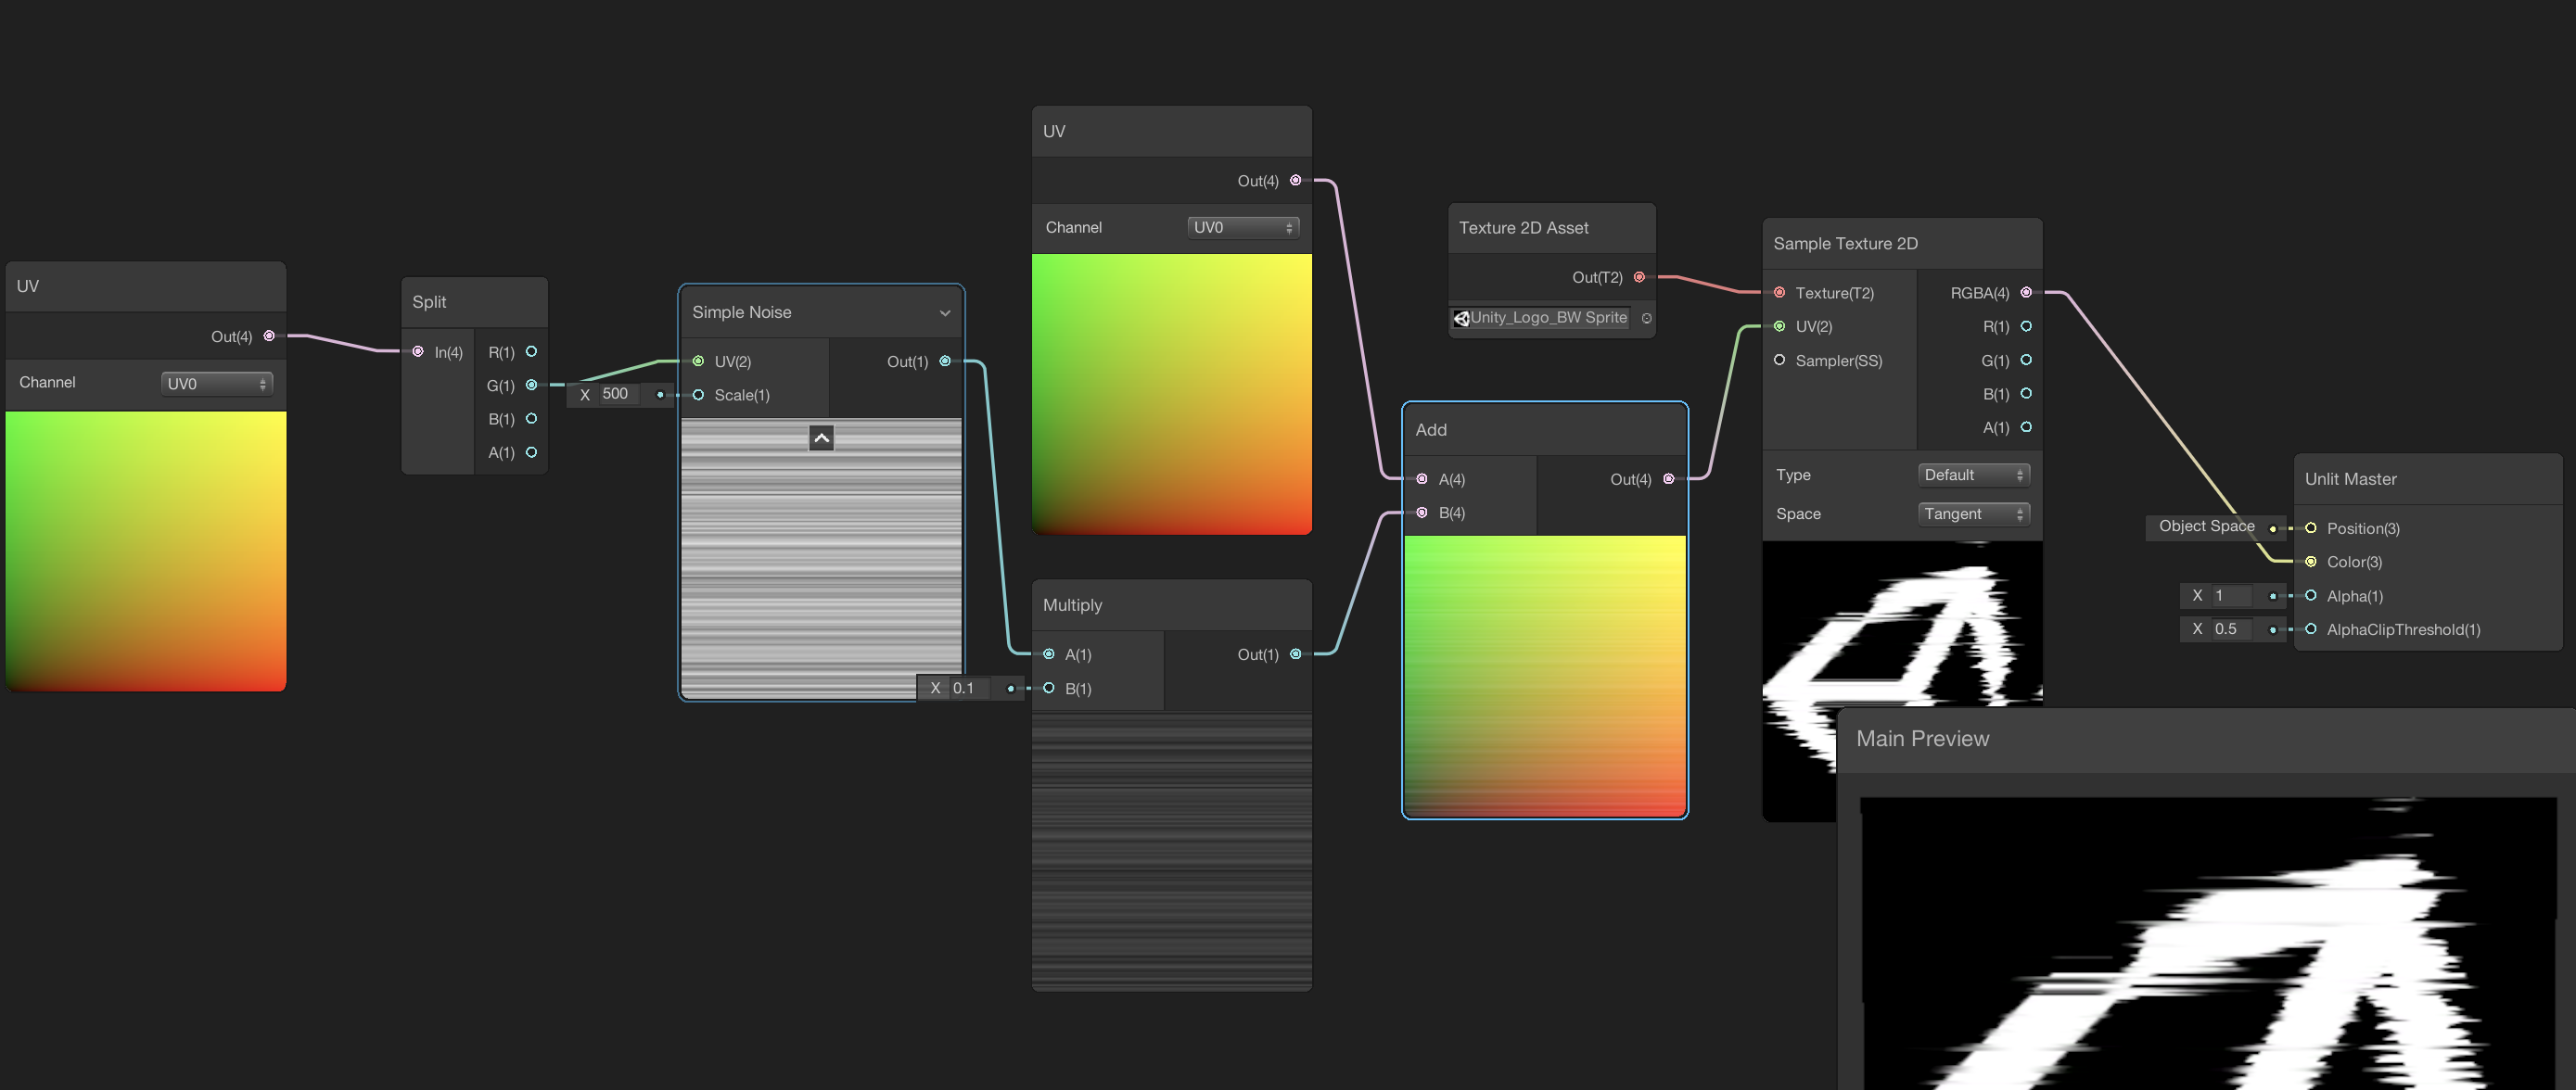 UV
Out(4)
Channel
UV0
Split
In(4)
R(1)
G(1)
B(1)
A(1)
X 500
Simple Noise
UV(2)
Out(1)
Scale(1)
UV
Out(4)
Channel
UV0
Multiply
A(1)
Out(1)
X 0.1
B(1)
Add
A(4)
Out(4)
B(4)
Texture 2D Asset
Out(T2)
Unity_Logo_BW Sprite
Sample Texture 2D
Texture(T2)
RGBA(4)
UV(2)
R(1)
Sampler(SS)
G(1)
B(1)
A(1)
Type
Default
Space
Tangent
Unlit Master
Object Space
Position(3)
Color(3)
X 1
Alpha(1)
X 0.5
AlphaClipThreshold(1)
Main Preview